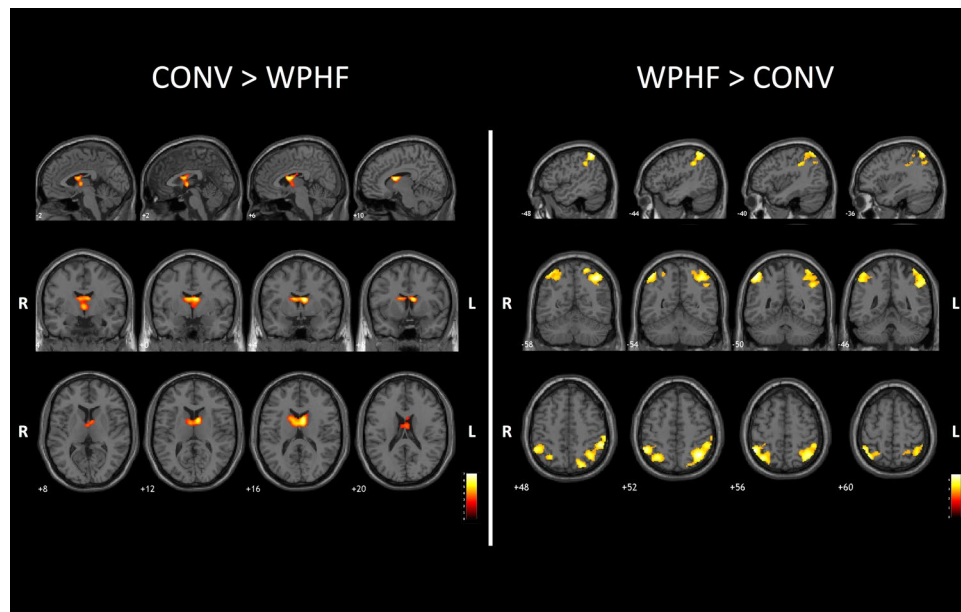 CONV > WPHF
WPHF > CONV
-2 +2 +6 +10
-48 -44 -40 -36
R L
R L
-58 -54 -50 -46
R L
R L
+8 +12 +16 +20
+48 +52 +56 +60